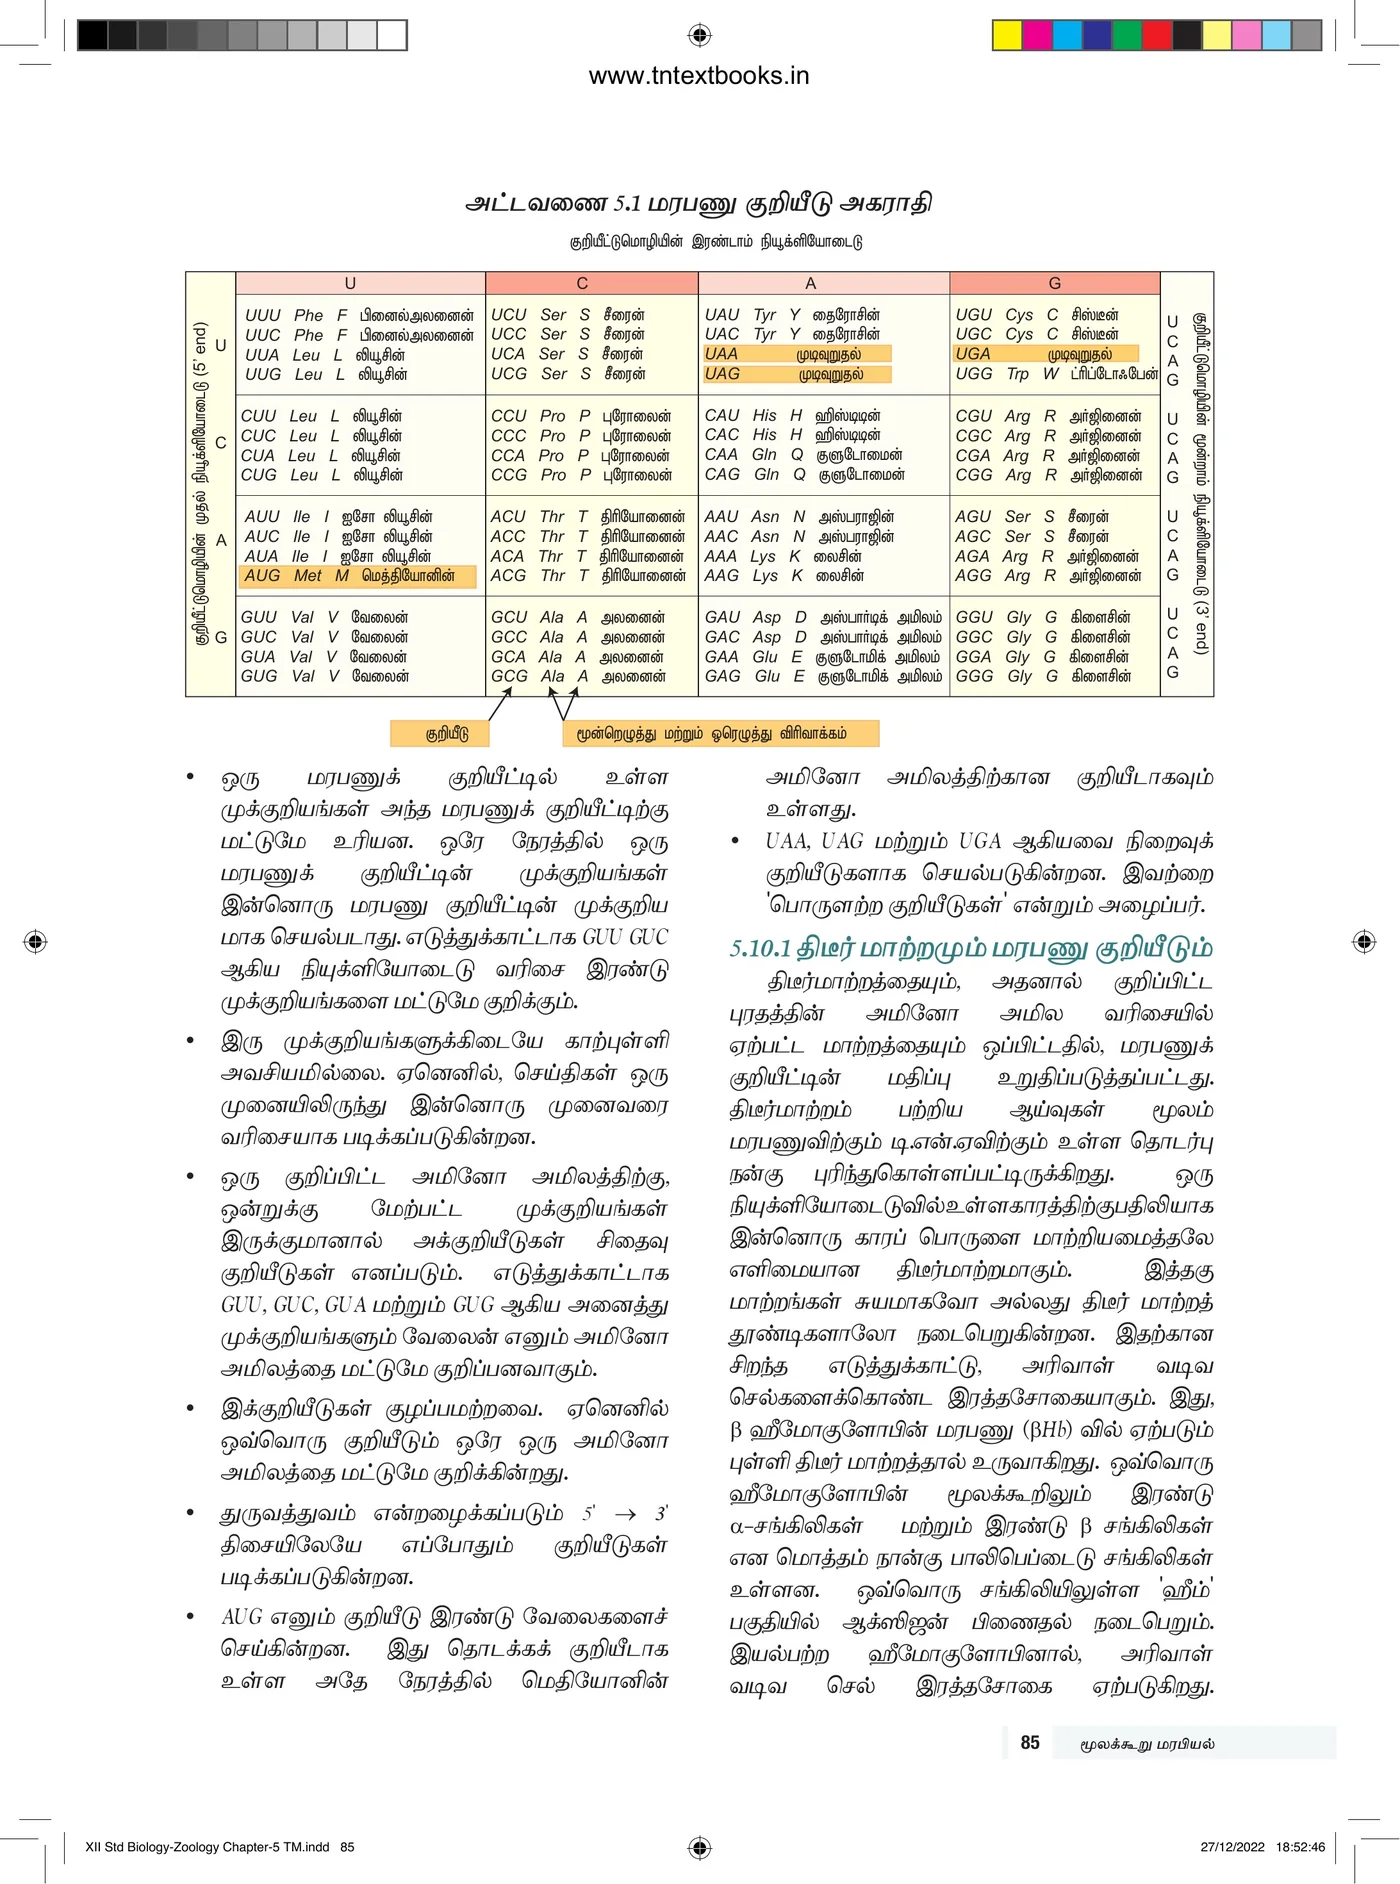 www.tntextbooks.in
அட்டவணை 5.1 மரபணு குறியீடு அகராதி
குறியீட்டுமொழியின் இரண்டாம் நியூக்ளியோடைடு
U C A G
குறியீட்டுமொழியின் முதல் நியூக்ளியோடைடு (5’ end)
U
UUU Phe F பினைல்அலனைன் UCU Ser S சீரைன் UAU Tyr Y தைரோசின் UGU Cys C சிஸ்டீன் U
UUC Phe F பினைல்அலனைன் UCC Ser S சீரைன் UAC Tyr Y தைரோசின் UGC Cys C சிஸ்டீன் C
UUA Leu L லியூசின் UCA Ser S சீரைன் UAA முடிவுறுதல் UGA முடிவுறுதல் A
UUG Leu L லியூசின் UCG Ser S சீரைன் UAG முடிவுறுதல் UGG Trp W ட்ரிப்டோஃபேன் G
C
CUU Leu L லியூசின் CCU Pro P புரோலைன் CAU His H ஹிஸ்டிடின் CGU Arg R அர்ஜினைன் U
CUC Leu L லியூசின் CCC Pro P புரோலைன் CAC His H ஹிஸ்டிடின் CGC Arg R அர்ஜினைன் C
CUA Leu L லியூசின் CCA Pro P புரோலைன் CAA Gln Q குளுடோமைன் CGA Arg R அர்ஜினைன் A
CUG Leu L லியூசின் CCG Pro P புரோலைன் CAG Gln Q குளுடோமைன் CGG Arg R அர்ஜினைன் G
A
AUU Ile I ஐசோ லியூசின் ACU Thr T திரியோனைன் AAU Asn N அஸ்பராஜின் AGU Ser S சீரைன் U
AUC Ile I ஐசோ லியூசின் ACC Thr T திரியோனைன் AAC Asn N அஸ்பராஜின் AGC Ser S சீரைன் C
AUA Ile I ஐசோ லியூசின் ACA Thr T திரியோனைன் AAA Lys K லைசின் AGA Arg R அர்ஜினைன் A
AUG Met M மெத்தியோனின் ACG Thr T திரியோனைன் AAG Lys K லைசின் AGG Arg R அர்ஜினைன் G
G
GUU Val V வேலைன் GCU Ala A அலனைன் GAU Asp D அஸ்பார்டிக் அமிலம் GGU Gly G கிளைசின் U
GUC Val V வேலைன் GCC Ala A அலனைன் GAC Asp D அஸ்பார்டிக் அமிலம் GGC Gly G கிளைசின் C
GUA Val V வேலைன் GCA Ala A அலனைன் GAA Glu E குளுடோமிக் அமிலம் GGA Gly G கிளைசின் A
GUG Val V வேலைன் GCG Ala A அலனைன் GAG Glu E குளுடோமிக் அமிலம் GGG Gly G கிளைசின் G
குறியீட்டுமொழியின் மூன்றாம் நியூக்ளியோடைடு (3’ end)
குறியீடு
மூன்றெழுத்து மற்றும் ஒரெழுத்து விரிவாக்கம்
• ஒரு மரபணுக் குறியீட்டில் உள்ள
முக்குறியங்கள் அந்த மரபணுக் குறியீட்டிற்கு
மட்டுமே உரியன. ஒரே நேரத்தில் ஒரு
மரபணுக் குறியீட்டின் முக்குறியங்கள்
இன்னொரு மரபணு குறியீட்டின் முக்குறிய
மாக செயல்படாது. எடுத்துக்காட்டாக GUU GUC
ஆகிய நியுக்ளியோடைடு வரிசை இரண்டு
முக்குறியங்களை மட்டுமே குறிக்கும்.
• இரு முக்குறியங்களுக்கிடையே காற்புள்ளி
அவசியமில்லை. ஏனெனில், செய்திகள் ஒரு
முனையிலிருந்து இன்னொரு முனைவரை
வரிசையாக படிக்கப்படுகின்றன.
• ஒரு குறிப்பிட்ட அமினோ அமிலத்திற்கு,
ஒன்றுக்கு மேற்பட்ட முக்குறியங்கள்
இருக்குமானால் அக்குறியீடுகள் சிதைவு
குறியீடுகள் எனப்படும். எடுத்துக்காட்டாக
GUU, GUC, GUA மற்றும் GUG ஆகிய அனைத்து
முக்குறியங்களும் வேலைன் எனும் அமினோ
அமிலத்தை மட்டுமே குறிப்பனவாகும்.
• இக்குறியீடுகள் குழப்பமற்றவை. ஏனெனில்
ஒவ்வொரு குறியீடும் ஒரே ஒரு அமினோ
அமிலத்தை மட்டுமே குறிக்கின்றது.
• துருவத்துவம் என்றழைக்கப்படும் 5' → 3'
திசையிலேயே எப்போதும் குறியீடுகள்
படிக்கப்படுகின்றன.
• AUG எனும் குறியீடு இரண்டு வேலைகளைச்
செய்கின்றன. இது தொடக்கக் குறியீடாக
உள்ள அதே நேரத்தில் மெதியோனின்
அமினோ அமிலத்திற்கான குறியீடாகவும்
உள்ளது.
• UAA, UAG மற்றும் UGA ஆகியவை நிறைவுக்
குறியீடுகளாக செயல்படுகின்றன. இவற்றை
'பொருளற்ற குறியீடுகள்' என்றும் அழைப்பர்.
5.10.1 திடீர் மாற்றமும் மரபணு குறியீடும்
திடீர்மாற்றத்தையும், அதனால் குறிப்பிட்ட
புரதத்தின் அமினோ அமில வரிசையில்
ஏற்பட்ட மாற்றத்தையும் ஒப்பிட்டதில், மரபணுக்
குறியீட்டின் மதிப்பு உறுதிப்படுத்தப்பட்டது.
திடீர்மாற்றம் பற்றிய ஆய்வுகள் மூலம்
மரபணுவிற்கும் டி.என்.ஏவிற்கும் உள்ள தொடர்பு
நன்கு புரிந்துகொள்ளப்பட்டிருக்கிறது. ஒரு
நியுக்ளியோடைடுவில்உள்ளகாரத்திற்குபதிலியாக
இன்னொரு காரப் பொருளை மாற்றியமைத்தலே
எளிமையான திடீர்மாற்றமாகும். இத்தகு
மாற்றங்கள் சுயமாகவோ அல்லது திடீர் மாற்றத்
தூண்டிகளாலோ நடைபெறுகின்றன. இதற்கான
சிறந்த எடுத்துக்காட்டு, அரிவாள் வடிவ
செல்களைக்கொண்ட இரத்தசோகையாகும். இது,
β ஹீமோகுளோபின் மரபணு (βHb) வில் ஏற்படும்
புள்ளி திடீர் மாற்றத்தால் உருவாகிறது. ஒவ்வொரு
ஹீமோகுளோபின் மூலக்கூறிலும் இரண்டு
α–சங்கிலிகள் மற்றும் இரண்டு β சங்கிலிகள்
என மொத்தம் நான்கு பாலிபெப்டைடு சங்கிலிகள்
உள்ளன. ஒவ்வொரு சங்கிலியிலுள்ள 'ஹீம்'
பகுதியில் ஆக்ஸிஜன் பிணைதல் நடைபெறும்.
இயல்பற்ற ஹீமோகுளோபினால், அரிவாள்
வடிவ செல் இரத்தசோகை ஏற்படுகிறது.
85 மூலக்கூறு மரபியல்
XII Std Biology-Zoology Chapter-5 TM.indd 85
27/12/2022 18:52:46